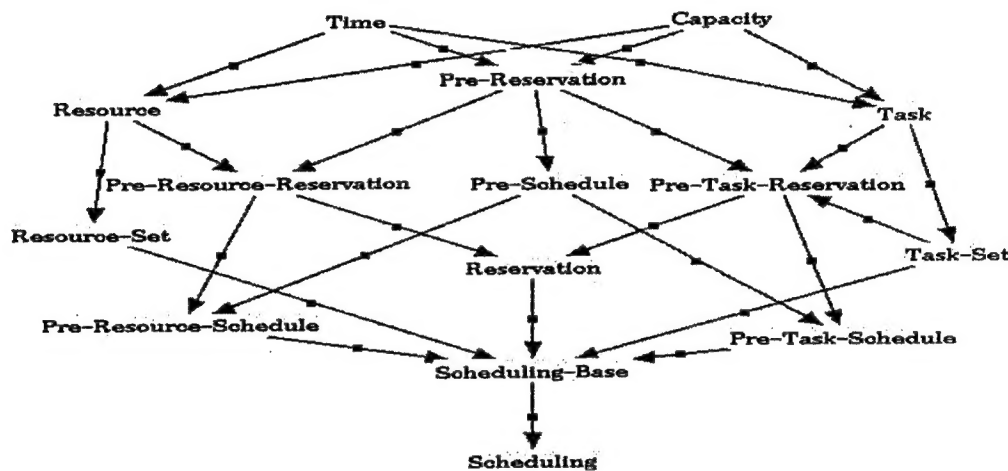 Time
Capacity
Pre-Reservation
Resource
Task
Pre-Resource-Reservation
Pre-Schedule
Pre-Task-Reservation
Resource-Set
Reservation
Task-Set
Pre-Resource-Schedule
Pre-Task-Schedule
Scheduling-Base
Scheduling